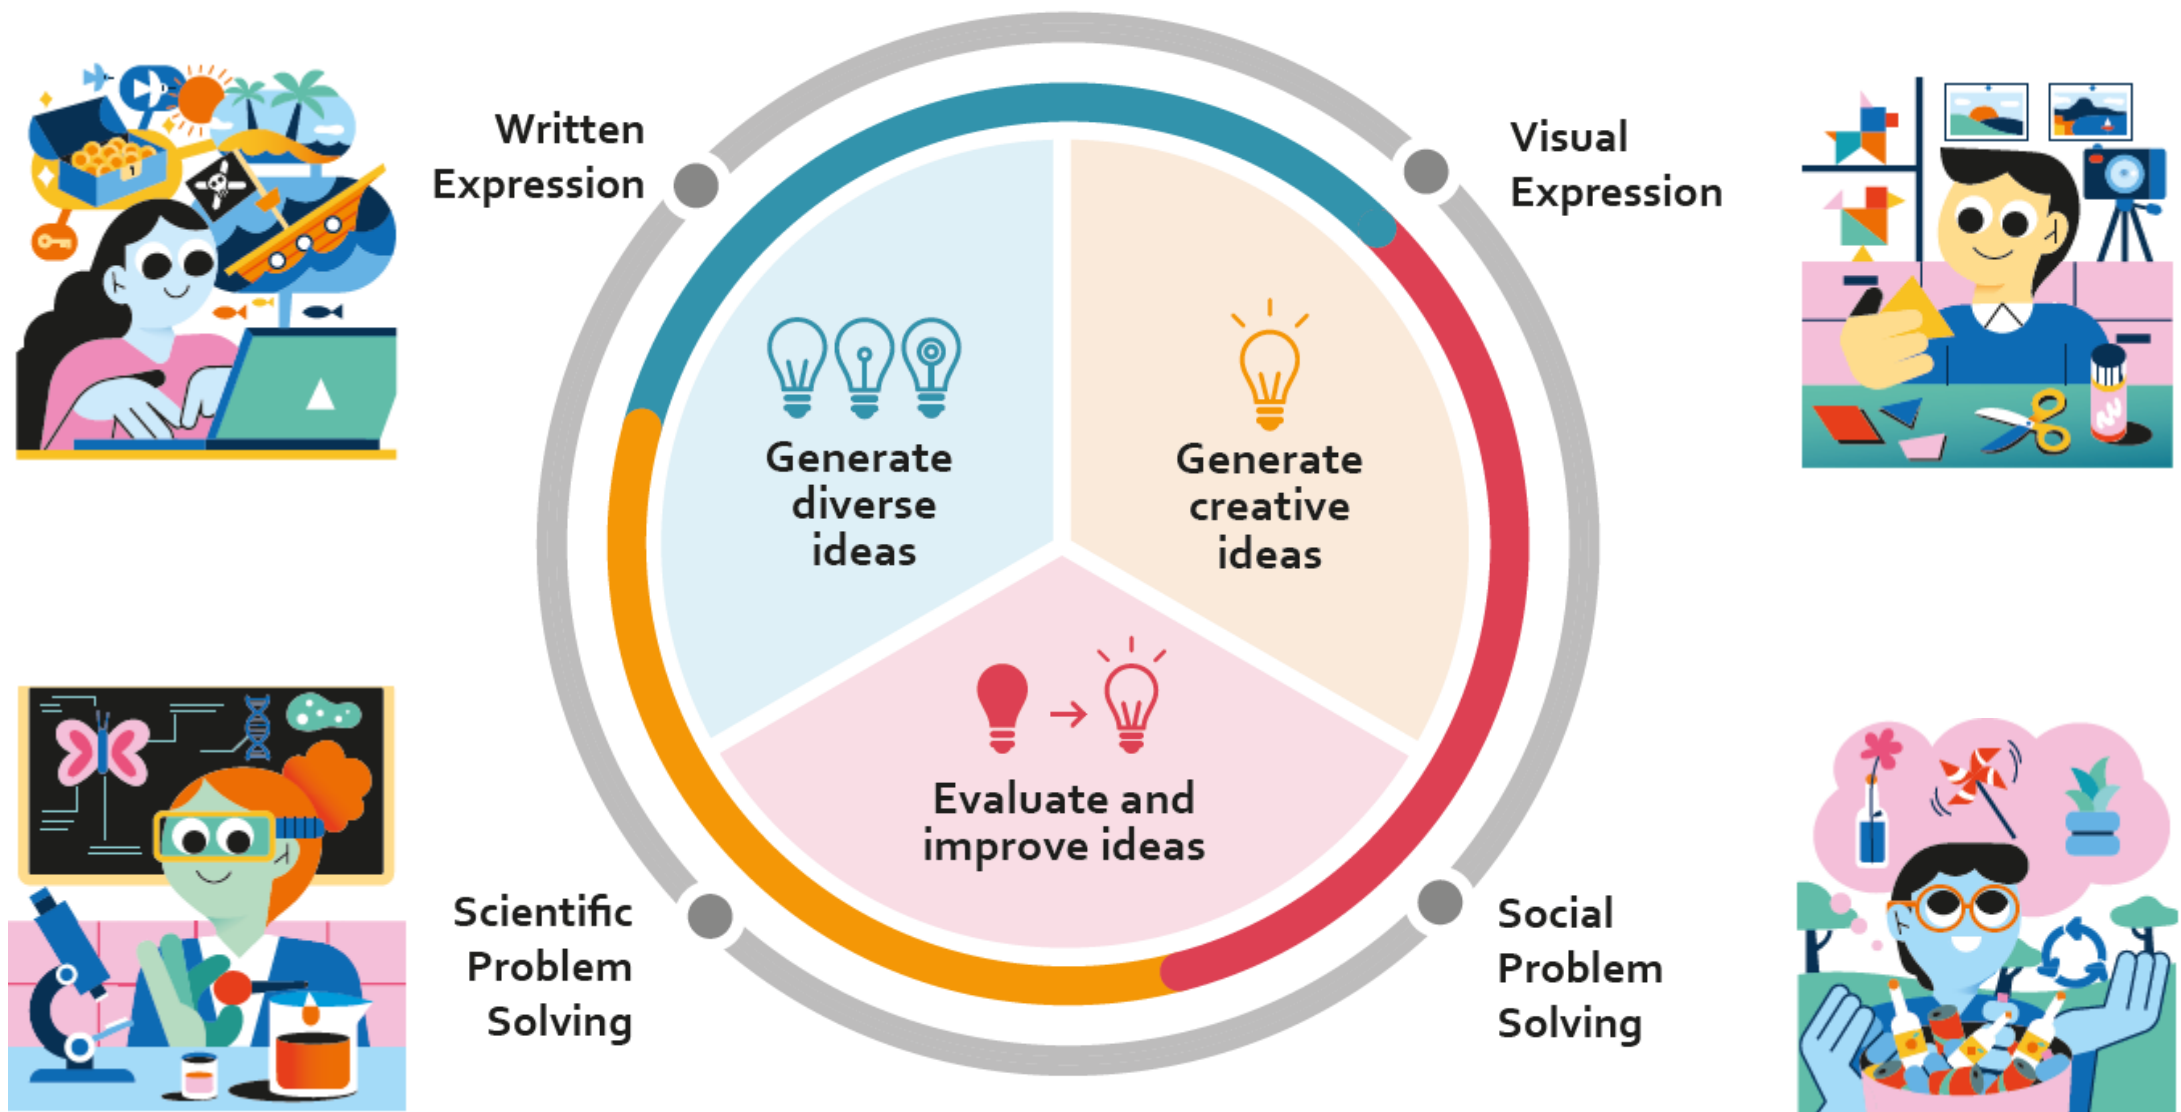 Written
Expression
Visual
Expression
Generate
diverse
ideas
Generate
creative
ideas
Evaluate and
improve ideas
Scientific
Problem
Solving
Social
Problem
Solving